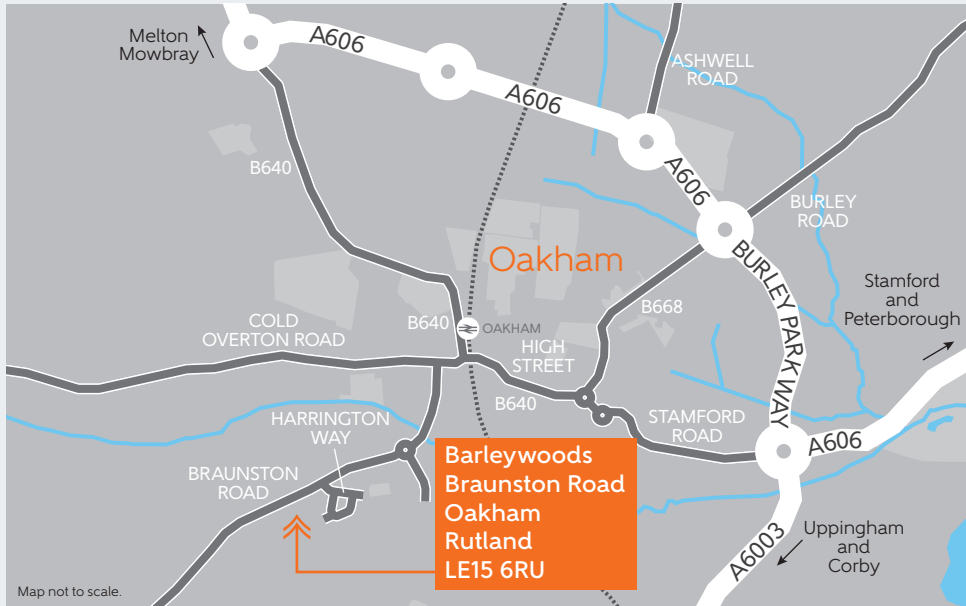 Melton
Mowbray
A606
A606
ASHWELL
ROAD
A606
B640
BURLEY
ROAD
Oakham
BURLEY PARK WAY
Stamford
and
Peterborough
B668
COLD
OVERTON ROAD
B640
OAKHAM
HIGH
STREET
B640
STAMFORD
ROAD
A606
HARRINGTON
WAY
BRAUNSTON
ROAD
Barleywoods
Braunston Road
Oakham
Rutland
LE15 6RU
A6003
Uppingham
and
Corby
Map not to scale.